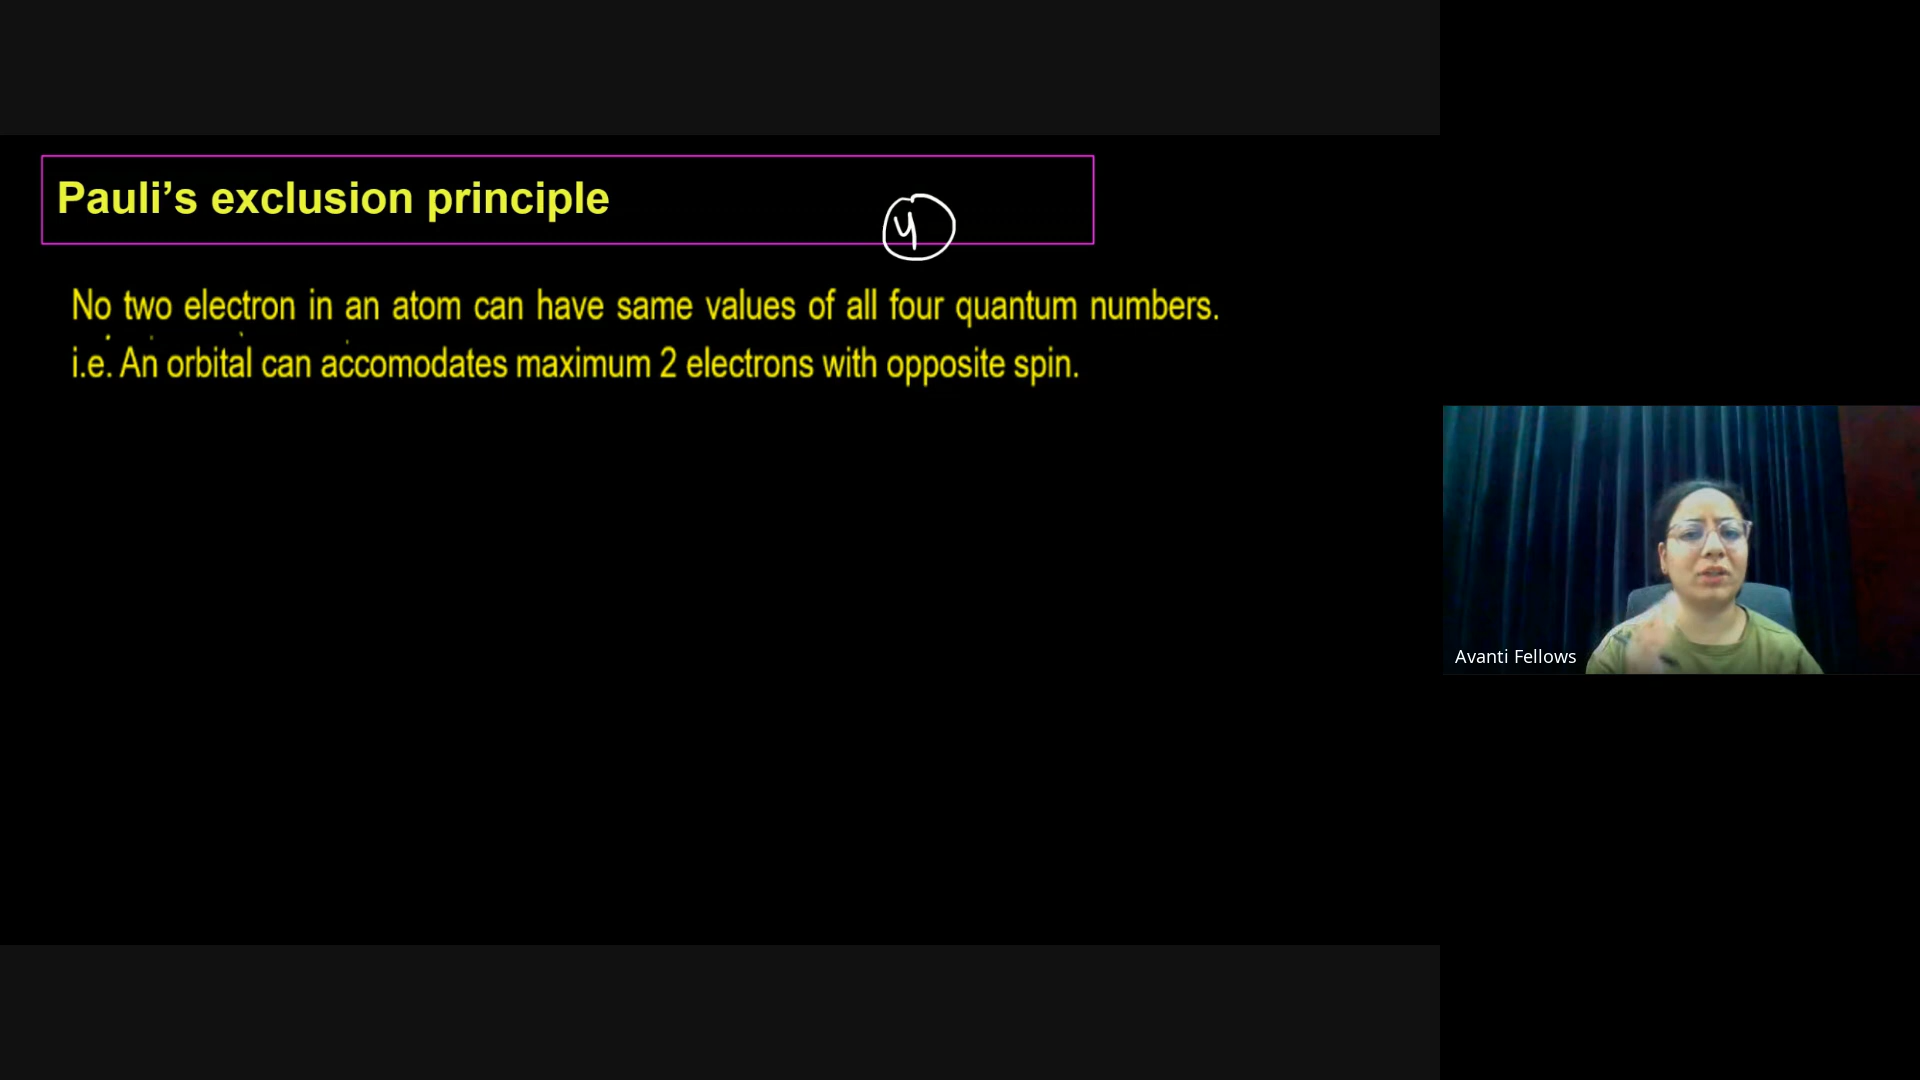 Pauli’s exclusion principle
4
No two electron in an atom can have same values of all four quantum numbers.
i.e. An orbital can accomodates maximum 2 electrons with opposite spin.
Avanti Fellows